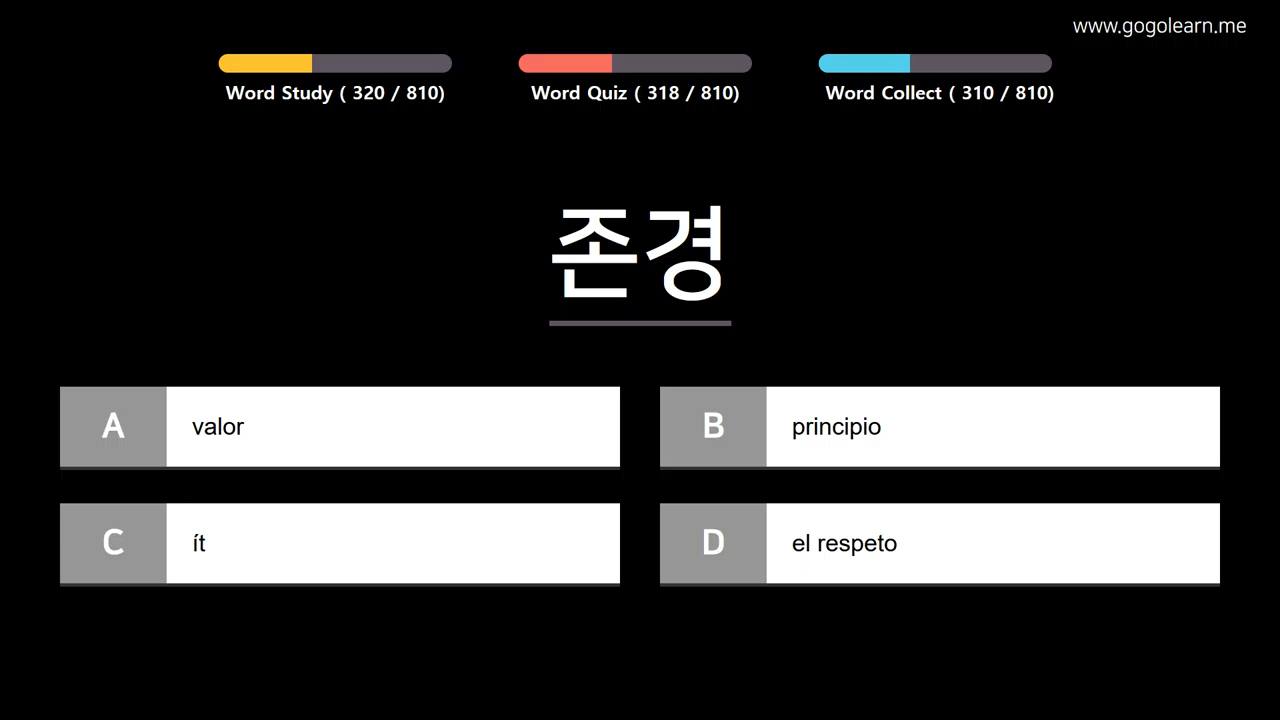 www.gogolearn.me
Word Study ( 320 / 810)
Word Quiz ( 318 / 810)
Word Collect ( 310 / 810)
존경
A
valor
B
principio
C
ít
D
el respeto